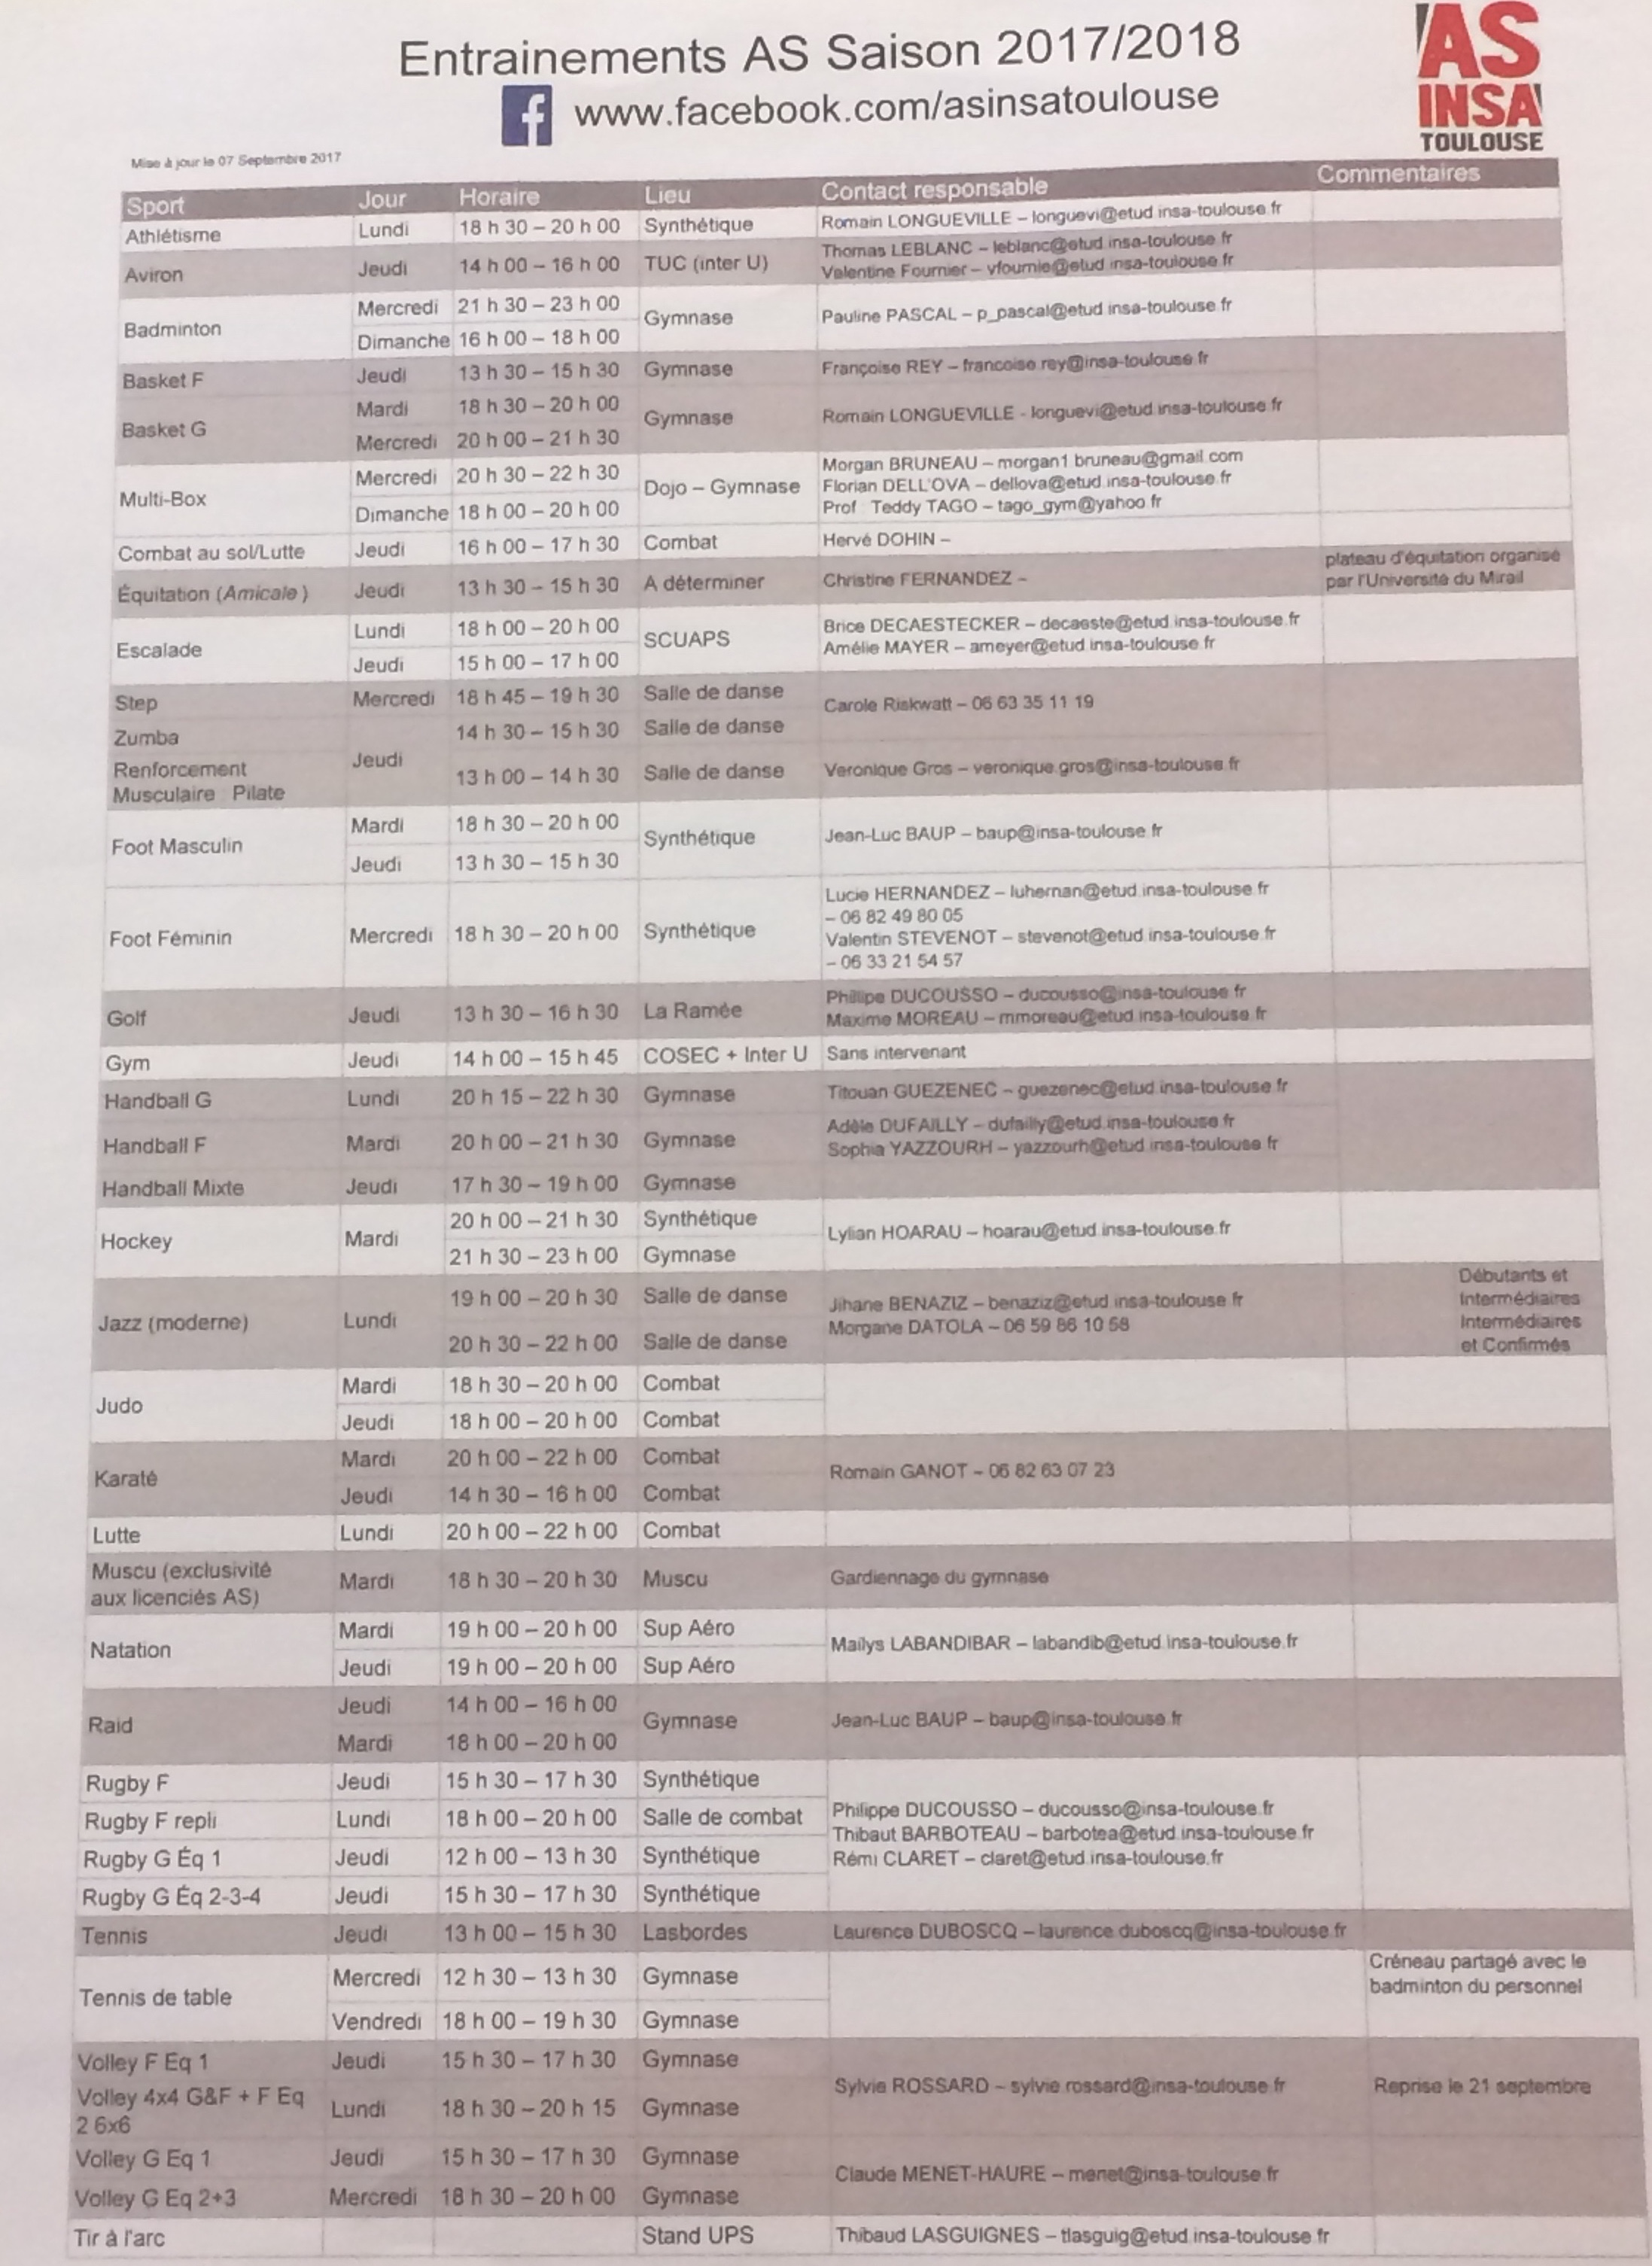 Entrainements AS Saison 2017/2018
www.facebook.com/asinsatoulouse
AS
INSA
TOULOUSE
Mise à jour le 07 Septembre 2017
Sport Jour Horaire Lieu Contact responsable Commentaires
Athlétisme Lundi 18 h 30 – 20 h 00 Synthétique Romain LONGUEVILLE – longuevi@etud.insa-toulouse.fr
Aviron Jeudi 14 h 00 – 16 h 00 TUC (inter U) Thomas LEBLANC – leblanc@etud.insa-toulouse.fr
Valentine Fournier – vfournie@etud.insa-toulouse.fr
Badminton Mercredi 21 h 30 – 23 h 00 Gymnase Pauline PASCAL – p_pascal@etud.insa-toulouse.fr
Dimanche 16 h 00 – 18 h 00
Basket F Jeudi 13 h 30 – 15 h 30 Gymnase Françoise REY – francoise.rey@insa-toulouse.fr
Basket G Mardi 18 h 30 – 20 h 00 Gymnase Romain LONGUEVILLE - longuevi@etud.insa-toulouse.fr
Mercredi 20 h 00 – 21 h 30
Multi-Box Mercredi 20 h 30 – 22 h 30 Dojo – Gymnase Morgan BRUNEAU – morgan1.bruneau@gmail.com
Florian DELL'OVA – dellova@etud.insa-toulouse.fr
Dimanche 18 h 00 – 20 h 00 Prof : Teddy TAGO – tago_gym@yahoo.fr
Combat au sol/Lutte Jeudi 16 h 00 – 17 h 30 Combat Hervé DOHIN –
Équitation (Amicale) Jeudi 13 h 30 – 15 h 30 A déterminer Christine FERNANDEZ – plateau d'équitation organisé
par l'Université du Mirail
Escalade Lundi 18 h 00 – 20 h 00 SCUAPS Brice DECAESTECKER – decaeste@etud.insa-toulouse.fr
Jeudi 15 h 00 – 17 h 00 Amélie MAYER – ameyer@etud.insa-toulouse.fr
Step Mercredi 18 h 45 – 19 h 30 Salle de danse Carole Riskwatt – 06 63 35 11 19
Zumba Jeudi 14 h 30 – 15 h 30 Salle de danse
Renforcement
Musculaire Pilate 13 h 00 – 14 h 30 Salle de danse Veronique Gros – veronique.gros@insa-toulouse.fr
Foot Masculin Mardi 18 h 30 – 20 h 00 Synthétique Jean-Luc BAUP – baup@insa-toulouse.fr
Jeudi 13 h 30 – 15 h 30
Foot Féminin Mercredi 18 h 30 – 20 h 00 Synthétique Lucie HERNANDEZ – luhernan@etud.insa-toulouse.fr
– 06 82 49 80 05
Valentin STEVENOT – stevenot@etud.insa-toulouse.fr
– 06 33 21 54 57
Golf Jeudi 13 h 30 – 16 h 30 La Ramée Phillipe DUCOUSSO – ducousso@insa-toulouse.fr
Maxime MOREAU – mmoreau@etud.insa-toulouse.fr
Gym Jeudi 14 h 00 – 15 h 45 COSEC + Inter U Sans intervenant
Handball G Lundi 20 h 15 – 22 h 30 Gymnase Titouan GUEZENEC – guezenec@etud.insa-toulouse.fr
Handball F Mardi 20 h 00 – 21 h 30 Gymnase Adèle DUFAILLY – dufailly@etud.insa-toulouse.fr
Sophia YAZZOURH – yazzourh@etud.insa-toulouse.fr
Handball Mixte Jeudi 17 h 30 – 19 h 00 Gymnase
Hockey Mardi 20 h 00 – 21 h 30 Synthétique Lylian HOARAU – hoarau@etud.insa-toulouse.fr
21 h 30 – 23 h 00 Gymnase
Jazz (moderne) Lundi 19 h 00 – 20 h 30 Salle de danse Jihane BENAZIZ – benaziz@etud.insa-toulouse.fr Débutants et
Intermédiaires
20 h 30 – 22 h 00 Salle de danse Morgane DATOLA – 06 59 86 10 58 Intermédiaires
et Confirmés
Judo Mardi 18 h 30 – 20 h 00 Combat
Jeudi 18 h 00 – 20 h 00 Combat
Karaté Mardi 20 h 00 – 22 h 00 Combat Romain GANOT – 06 82 63 07 23
Jeudi 14 h 30 – 16 h 00 Combat
Lutte Lundi 20 h 00 – 22 h 00 Combat
Muscu (exclusivité
aux licenciés AS) Mardi 18 h 30 – 20 h 30 Muscu Gardiennage du gymnase
Natation Mardi 19 h 00 – 20 h 00 Sup Aéro Maïlys LABANDIBAR – labandib@etud.insa-toulouse.fr
Jeudi 19 h 00 – 20 h 00 Sup Aéro
Raid Jeudi 14 h 00 – 16 h 00 Gymnase Jean-Luc BAUP – baup@insa-toulouse.fr
Mardi 18 h 00 – 20 h 00
Rugby F Jeudi 15 h 30 – 17 h 30 Synthétique
Rugby F repli Lundi 18 h 00 – 20 h 00 Salle de combat Philippe DUCOUSSO – ducousso@insa-toulouse.fr
Thibaut BARBOTEAU – barbotea@etud.insa-toulouse.fr
Rugby G Éq 1 Jeudi 12 h 00 – 13 h 30 Synthétique Rémi CLARET – claret@etud.insa-toulouse.fr
Rugby G Éq 2-3-4 Jeudi 15 h 30 – 17 h 30 Synthétique
Tennis Jeudi 13 h 00 – 15 h 30 Lasbordes Laurence DUBOSCQ – laurence.duboscq@insa-toulouse.fr
Tennis de table Mercredi 12 h 30 – 13 h 30 Gymnase Créneau partagé avec le
badminton du personnel
Vendredi 18 h 00 – 19 h 30 Gymnase
Volley F Eq 1 Jeudi 15 h 30 – 17 h 30 Gymnase Sylvie ROSSARD – sylvie.rossard@insa-toulouse.fr Reprise le 21 septembre
Volley 4x4 G&F + F Eq
2 6x6 Lundi 18 h 30 – 20 h 15 Gymnase
Volley G Eq 1 Jeudi 15 h 30 – 17 h 30 Gymnase Claude MENET-HAURE – menet@insa-toulouse.fr
Volley G Eq 2+3 Mercredi 18 h 30 – 20 h 00 Gymnase
Tir à l'arc Stand UPS Thibaud LASGUIGNES – tlasguig@etud.insa-toulouse.fr